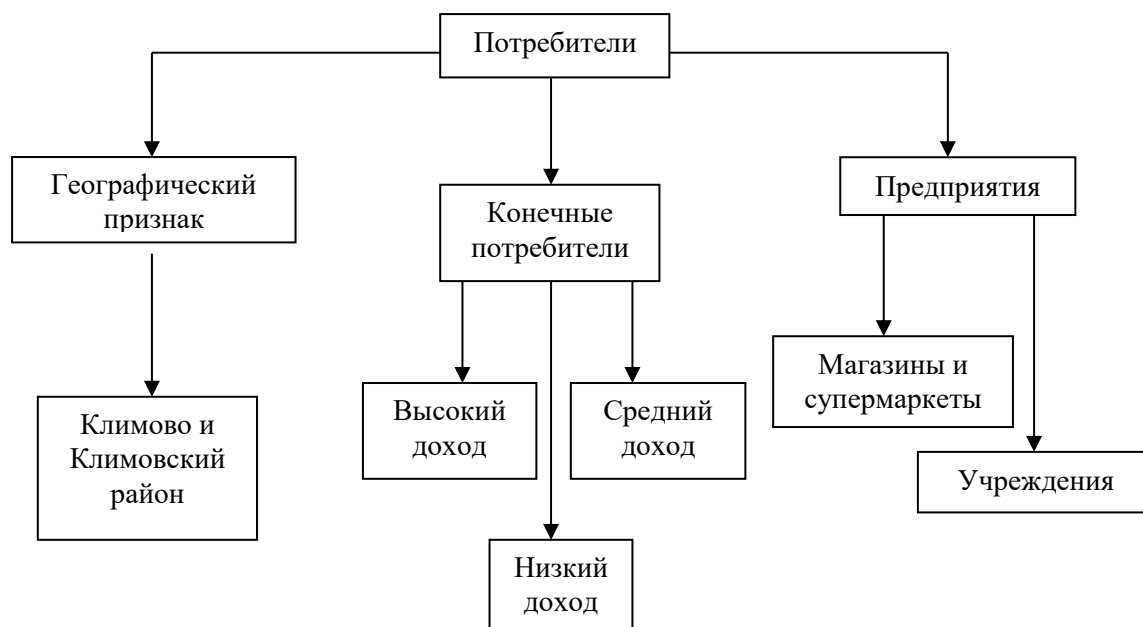 Потребители
Географический
признак
Конечные
потребители
Предприятия
Климово и
Климовский
район
Высокий
доход
Средний
доход
Магазины и
супермаркеты
Учреждения
Низкий
доход